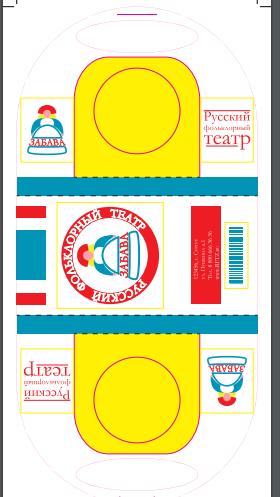 ЗАБАВА
Русский
фольклорный
театр
РУССКИЙ ФОЛЬКЛОРНЫЙ ТЕАТР
ЗАБАВА
Русский
фольклорный
театр
ЗАБАВА